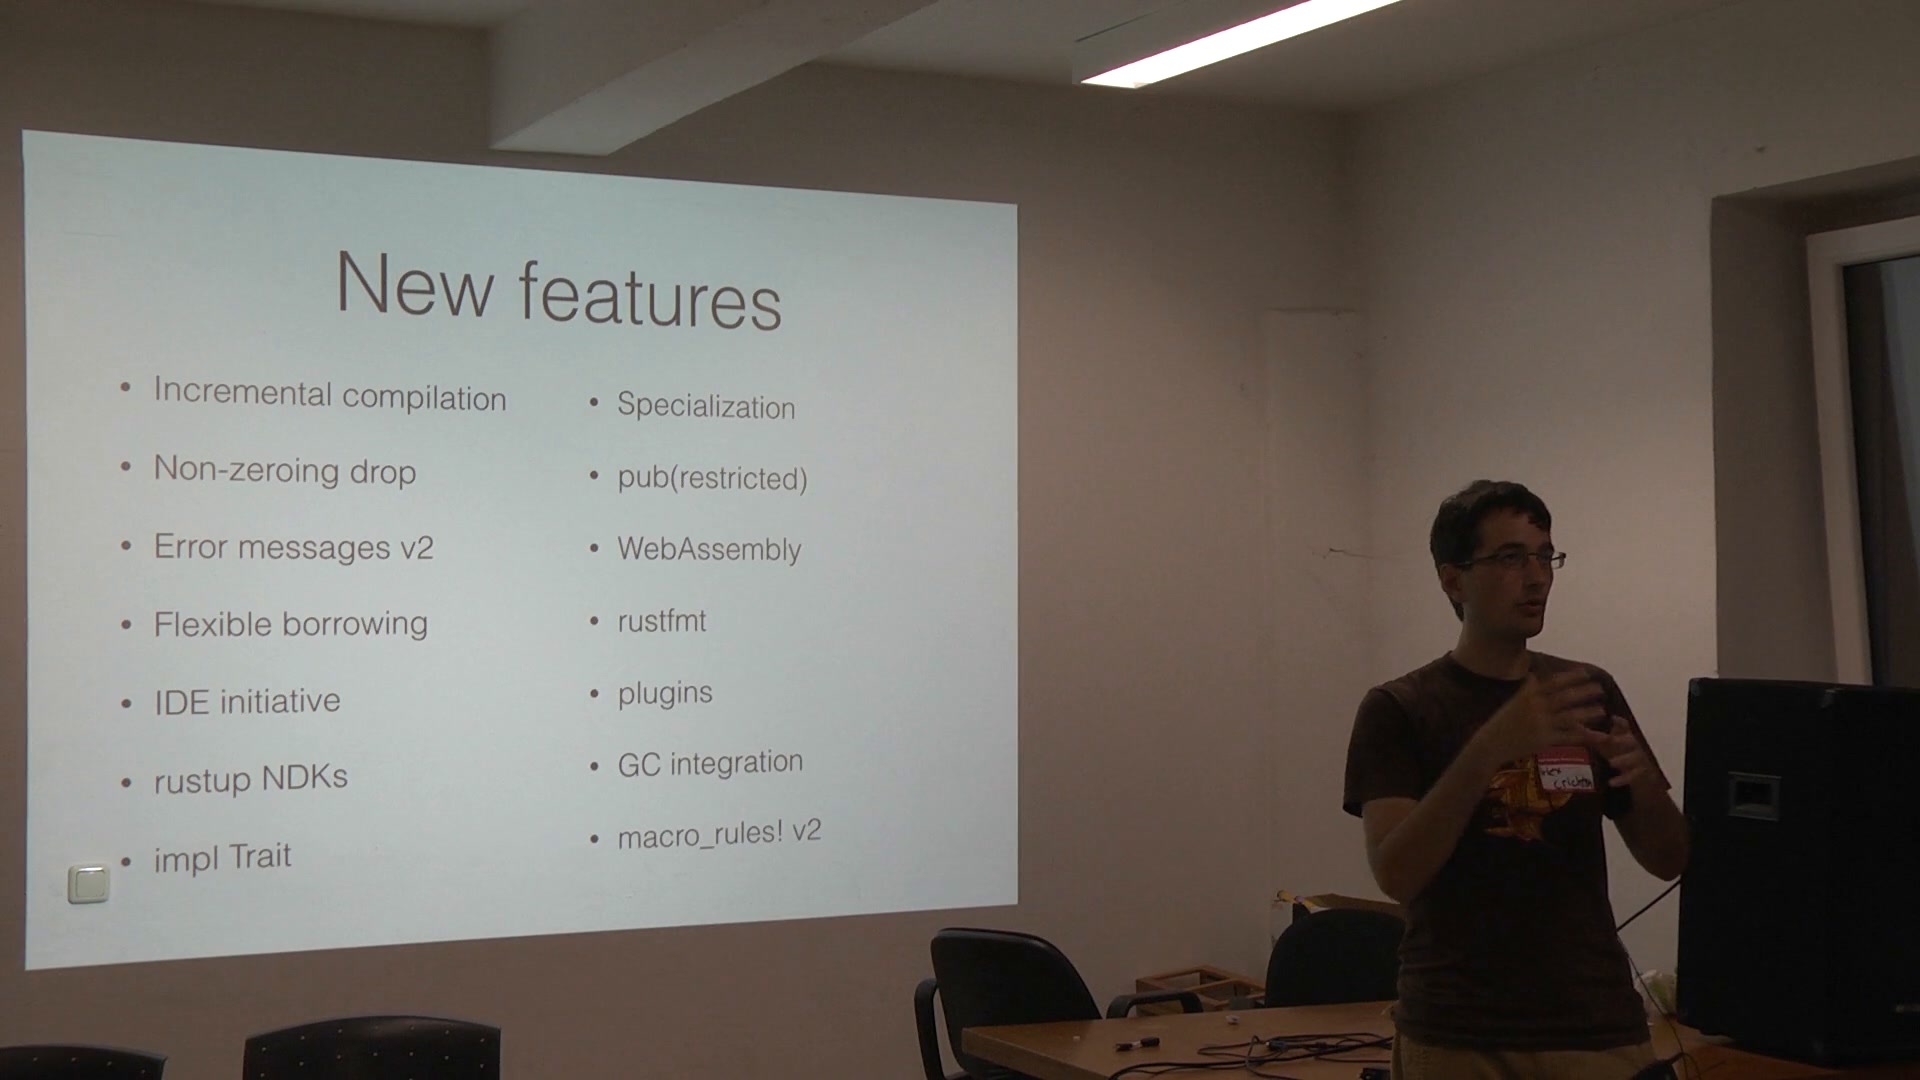 New features
• Incremental compilation
• Non-zeroing drop
• Error messages v2
• Flexible borrowing
• IDE initiative
• rustup NDKs
• impl Trait
• Specialization
• pub(restricted)
• WebAssembly
• rustfmt
• plugins
• GC integration
• macro_rules! v2